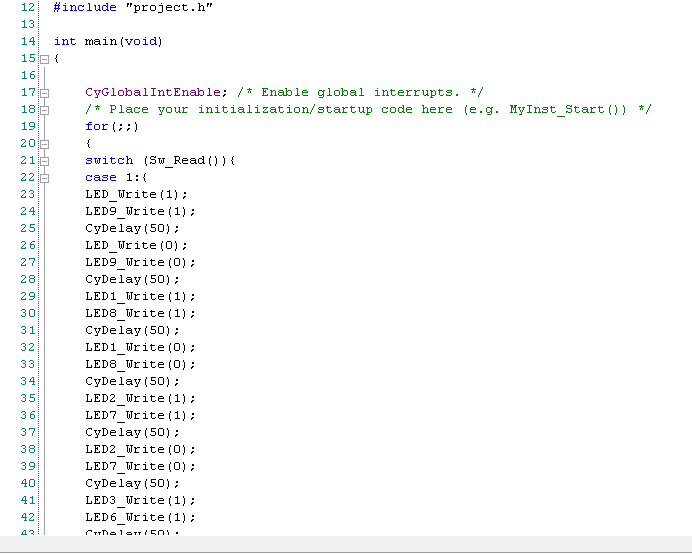 12 #include "project.h"
13
14 int main(void)
15 {
16
17 CyGlobalIntEnable; /* Enable global interrupts. */
18 /* Place your initialization/startup code here (e.g. MyInst_Start()) */
19 for(;;)
20 {
21 switch (Sw_Read()){
22 case 1:{
23 LED_Write(1);
24 LED9_Write(1);
25 CyDelay(50);
26 LED_Write(0);
27 LED9_Write(0);
28 CyDelay(50);
29 LED1_Write(1);
30 LED8_Write(1);
31 CyDelay(50);
32 LED1_Write(0);
33 LED8_Write(0);
34 CyDelay(50);
35 LED2_Write(1);
36 LED7_Write(1);
37 CyDelay(50);
38 LED2_Write(0);
39 LED7_Write(0);
40 CyDelay(50);
41 LED3_Write(1);
42 LED6_Write(1);
43 CyDelay(50);